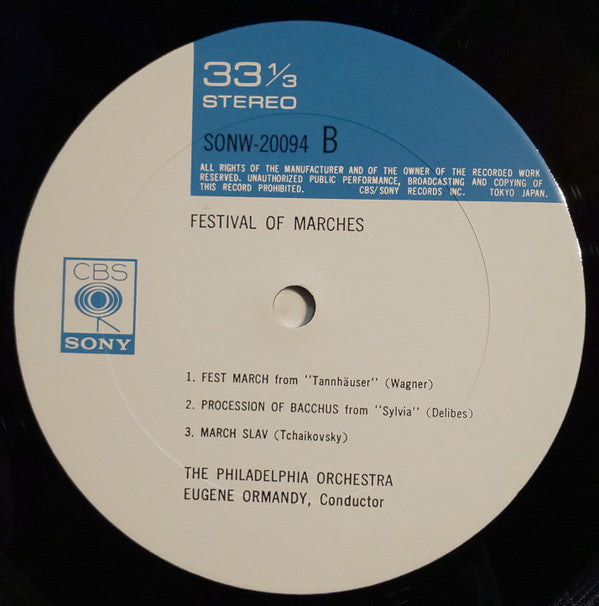 33 1/3
STEREO
SONW-20094 B
ALL RIGHTS OF THE MANUFACTURER AND OF THE OWNER OF THE RECORDED WORK
RESERVED. UNAUTHORIZED PUBLIC PERFORMANCE, BROADCASTING AND COPYING OF
THIS RECORD PROHIBITED. CBS/SONY RECORDS INC. TOKYO JAPAN.
FESTIVAL OF MARCHES
CBS
SONY
1. FEST MARCH from "Tannhäuser" (Wagner)
2. PROCESSION OF BACCHUS from "Sylvia" (Delibes)
3. MARCH SLAV (Tchaikovsky)
THE PHILADELPHIA ORCHESTRA
EUGENE ORMANDY, Conductor